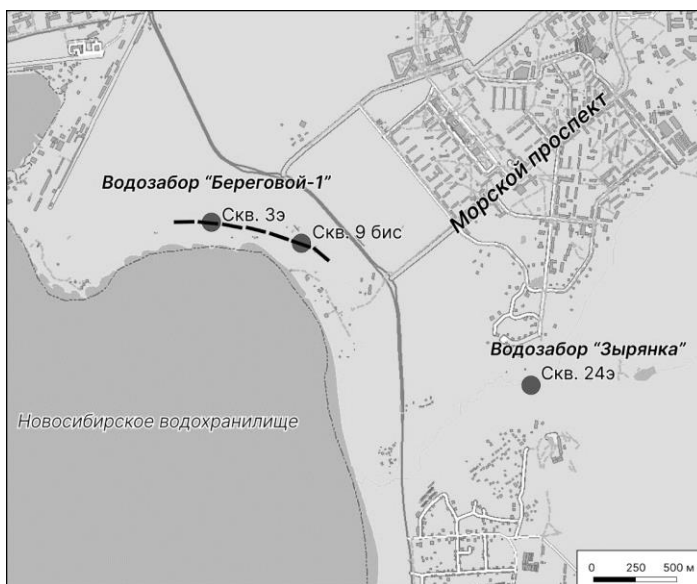 Морской проспект
Водозабор "Береговой-1"
Скв. 3э
Скв. 9 бис
Водозабор "Зырянка"
Скв. 24э
Новосибирское водохранилище
0 250 500 м